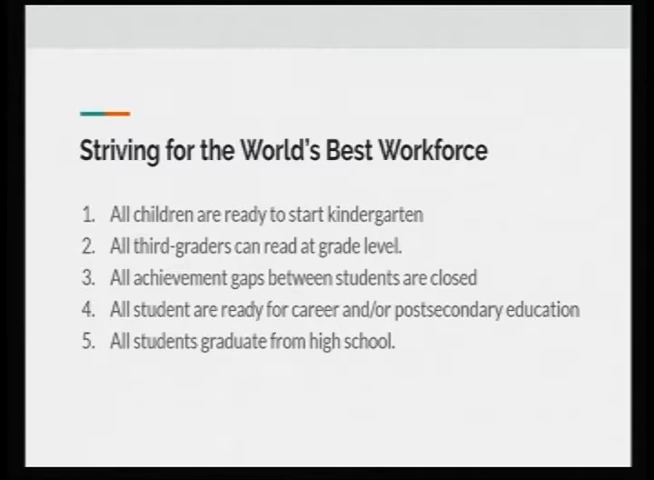 Striving for the World's Best Workforce
1. All children are ready to start kindergarten
2. All third-graders can read at grade level.
3. All achievement gaps between students are closed
4. All student are ready for career and/or postsecondary education
5. All students graduate from high school.